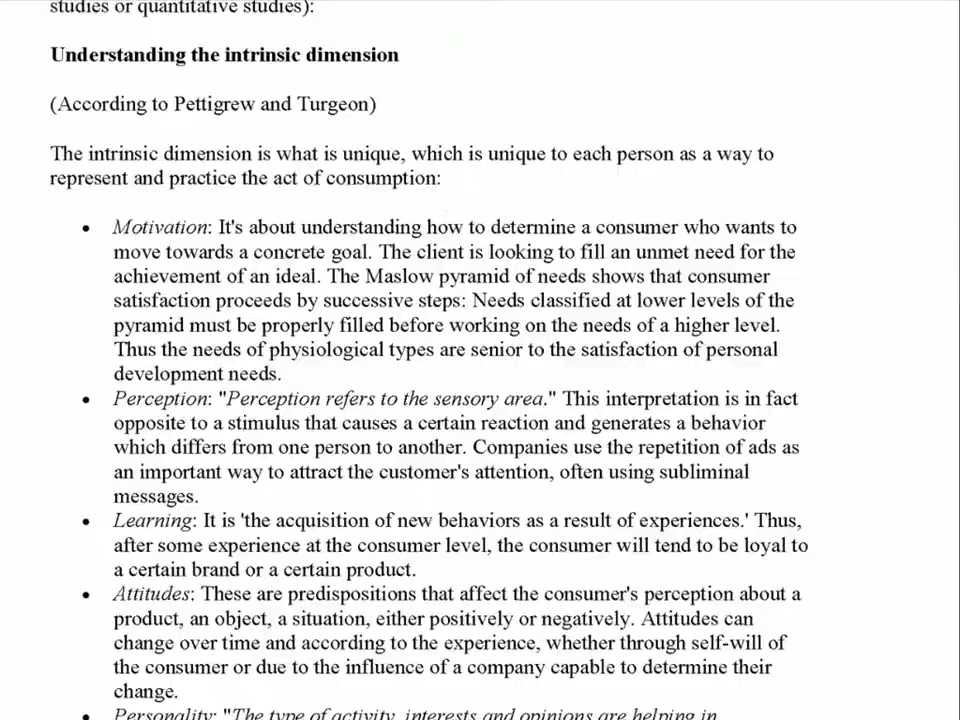 studies or quantitative studies):
Understanding the intrinsic dimension
(According to Pettigrew and Turgeon)
The intrinsic dimension is what is unique, which is unique to each person as a way to
represent and practice the act of consumption:
• Motivation: It's about understanding how to determine a consumer who wants to
move towards a concrete goal. The client is looking to fill an unmet need for the
achievement of an ideal. The Maslow pyramid of needs shows that consumer
satisfaction proceeds by successive steps: Needs classified at lower levels of the
pyramid must be properly filled before working on the needs of a higher level.
Thus the needs of physiological types are senior to the satisfaction of personal
development needs.
• Perception: "Perception refers to the sensory area." This interpretation is in fact
opposite to a stimulus that causes a certain reaction and generates a behavior
which differs from one person to another. Companies use the repetition of ads as
an important way to attract the customer's attention, often using subliminal
messages.
• Learning: It is 'the acquisition of new behaviors as a result of experiences.' Thus,
after some experience at the consumer level, the consumer will tend to be loyal to
a certain brand or a certain product.
• Attitudes: These are predispositions that affect the consumer's perception about a
product, an object, a situation, either positively or negatively. Attitudes can
change over time and according to the experience, whether through self-will of
the consumer or due to the influence of a company capable to determine their
change.
• Personality: "The type of activity, interests and opinions are helping in